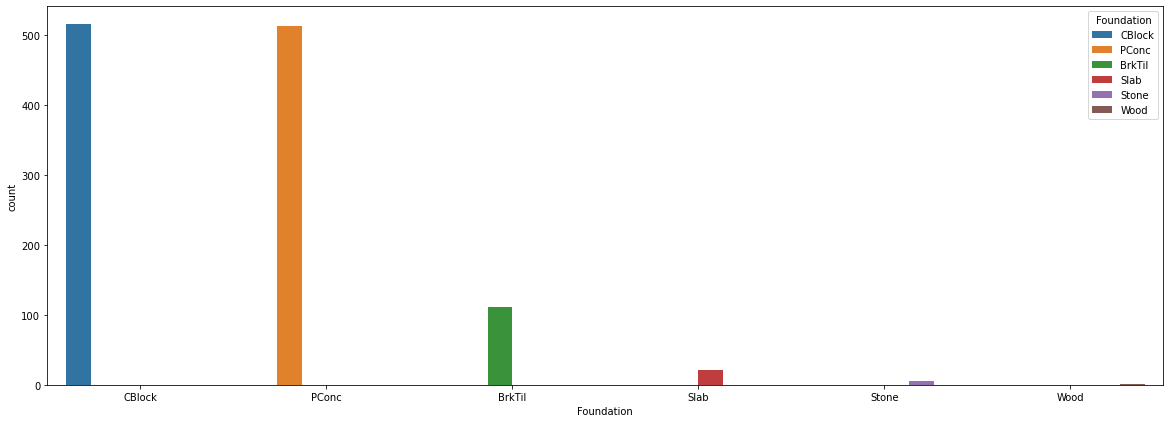 Foundation
CBlock
PConc
BrkTil
Slab
Stone
Wood
500
400
300
200
100
0
count
CBlock PConc BrkTil Slab Stone Wood
Foundation